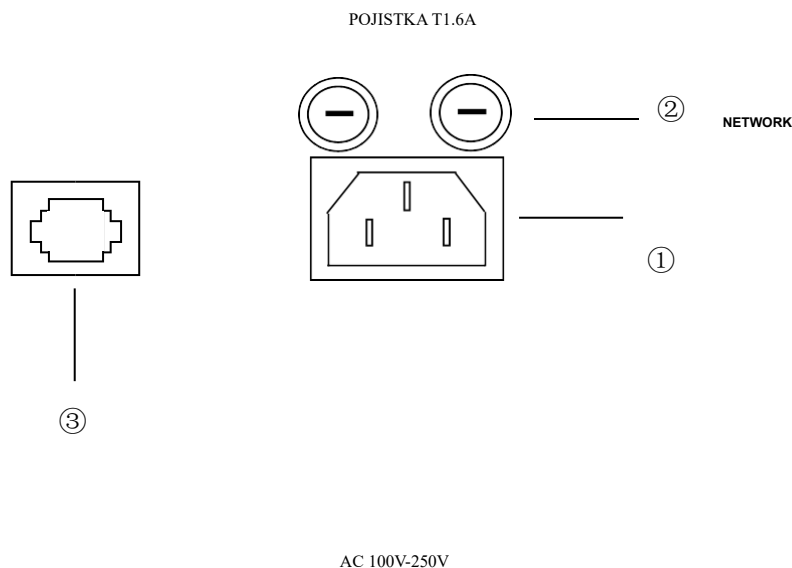 POJISTKA T1.6A
②
NETWORK
①
③
AC 100V-250V